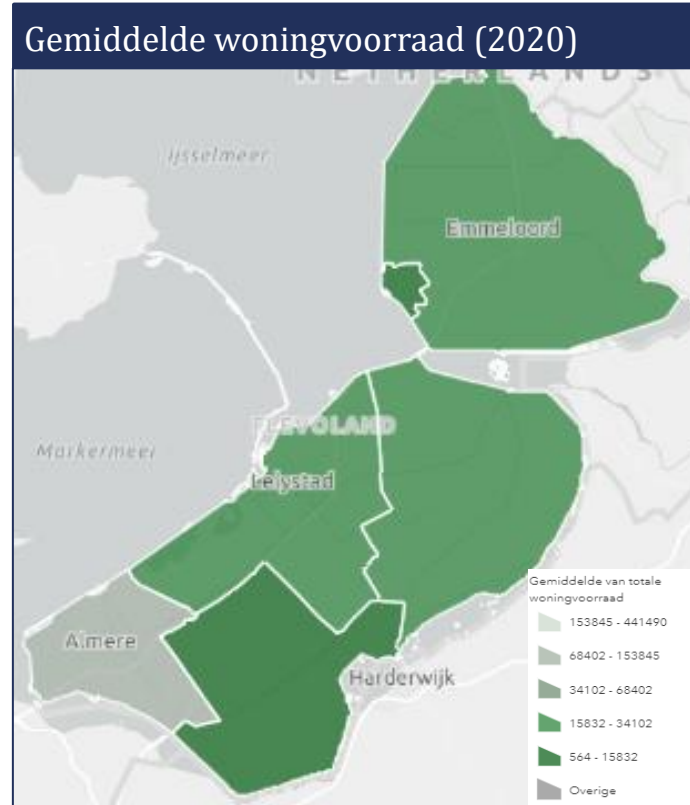 Gemiddelde woningvoorraad (2020)
NETHERLANDS
Ijsselmeer
Emmeloord
FLEVOLAND
Markermeer
Lelystad
Almere
Harderwijk
Gemiddelde van totale
woningvoorraad
153845 - 441490
68402 - 153845
34102 - 68402
15832 - 34102
564 - 15832
Overige